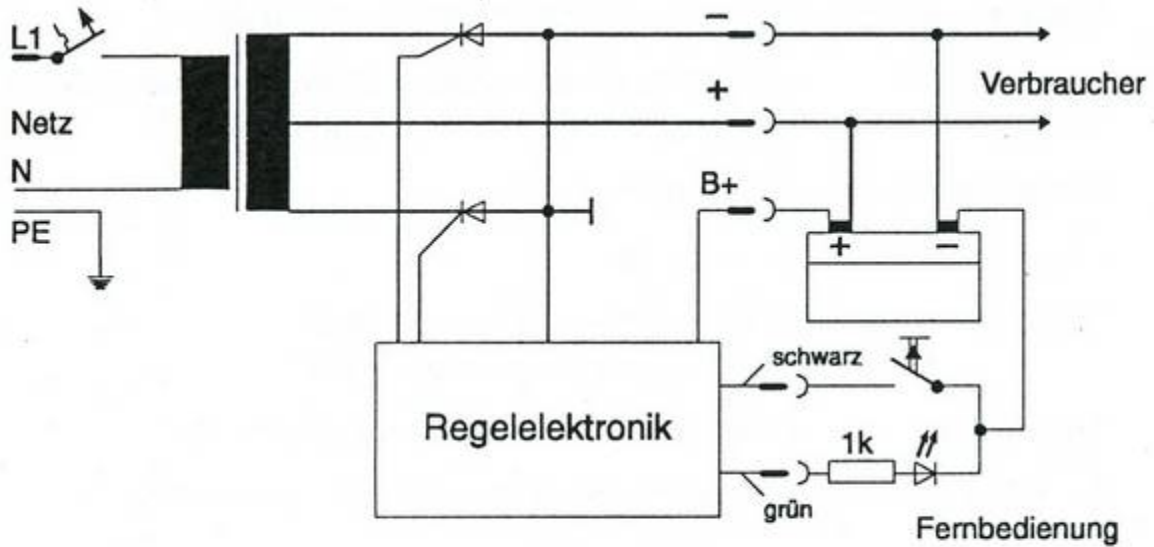 L1
Netz
N
PE
−
+
B+
Verbraucher
+ −
schwarz
Regelelektronik
1k
grün
Fernbedienung